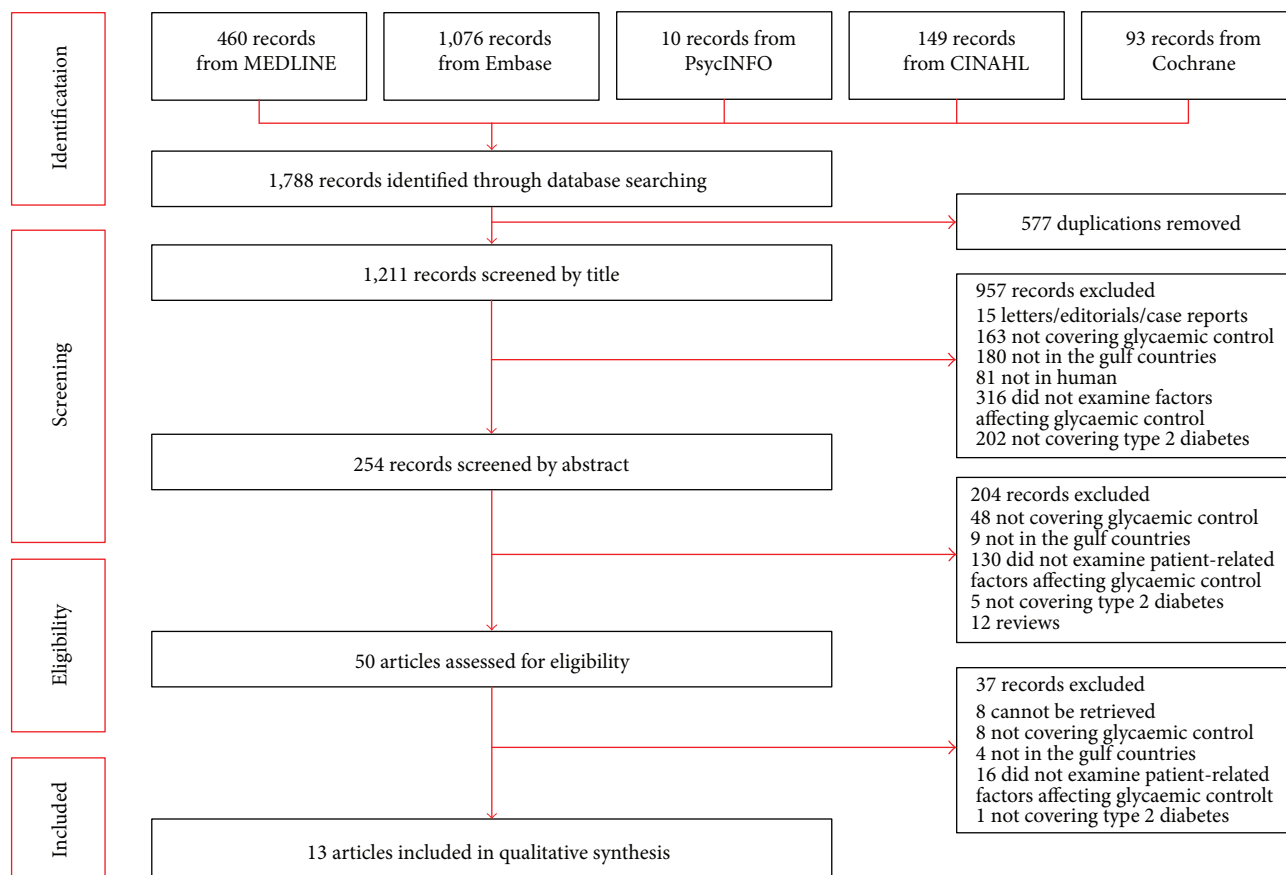 Identificataion
460 records
from MEDLINE
1,076 records
from Embase
10 records from
PsycINFO
149 records
from CINAHL
93 records from
Cochrane
1,788 records identified through database searching
577 duplications removed
Screening
1,211 records screened by title
957 records excluded
15 letters/editorials/case reports
163 not covering glycaemic control
180 not in the gulf countries
81 not in human
316 did not examine factors
affecting glycaemic control
202 not covering type 2 diabetes
254 records screened by abstract
204 records excluded
48 not covering glycaemic control
9 not in the gulf countries
130 did not examine patient-related
factors affecting glycaemic control
5 not covering type 2 diabetes
12 reviews
Eligibility
50 articles assessed for eligibility
37 records excluded
8 cannot be retrieved
8 not covering glycaemic control
4 not in the gulf countries
16 did not examine patient-related
factors affecting glycaemic controlt
1 not covering type 2 diabetes
Included
13 articles included in qualitative synthesis